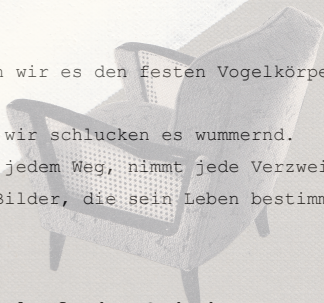 wir es den festen Vogelkörpe
wir schlucken es wummernd.
jedem Weg, nimmt jede Verzwei
Bilder, die sein Leben bestimm